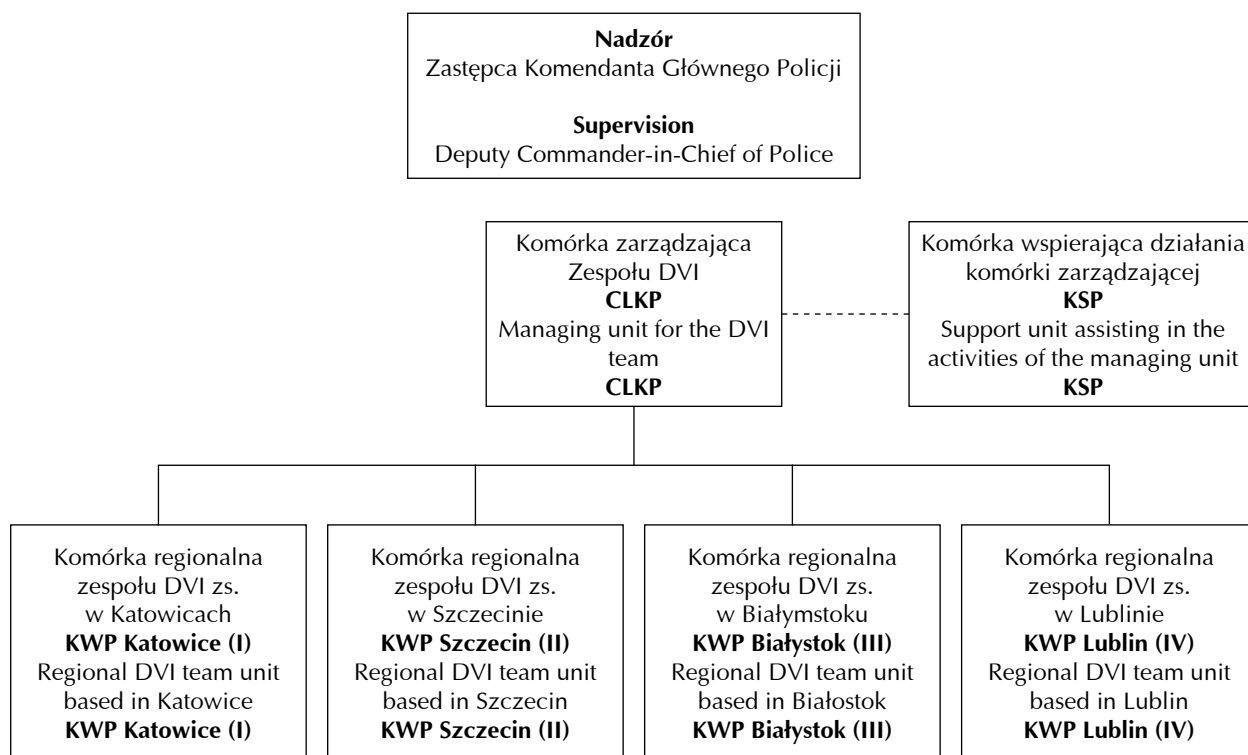 Nadzór
Zastępca Komendanta Głównego Policji
Supervision
Deputy Commander-in-Chief of Police
Komórka zarządzająca
Zespołu DVI
CLKP
Managing unit for the DVI
team
CLKP
Komórka wspierająca działania
komórki zarządzającej
KSP
Support unit assisting in the
activities of the managing unit
KSP
Komórka regionalna
zespołu DVI zs.
w Katowicach
KWP Katowice (I)
Regional DVI team unit
based in Katowice
KWP Katowice (I)
Komórka regionalna
zespołu DVI zs.
w Szczecinie
KWP Szczecin (II)
Regional DVI team unit
based in Szczecin
KWP Szczecin (II)
Komórka regionalna
zespołu DVI zs.
w Białymstoku
KWP Białystok (III)
Regional DVI team unit
based in Białostok
KWP Białystok (III)
Komórka regionalna
zespołu DVI zs.
w Lublinie
KWP Lublin (IV)
Regional DVI team unit
based in Lublin
KWP Lublin (IV)